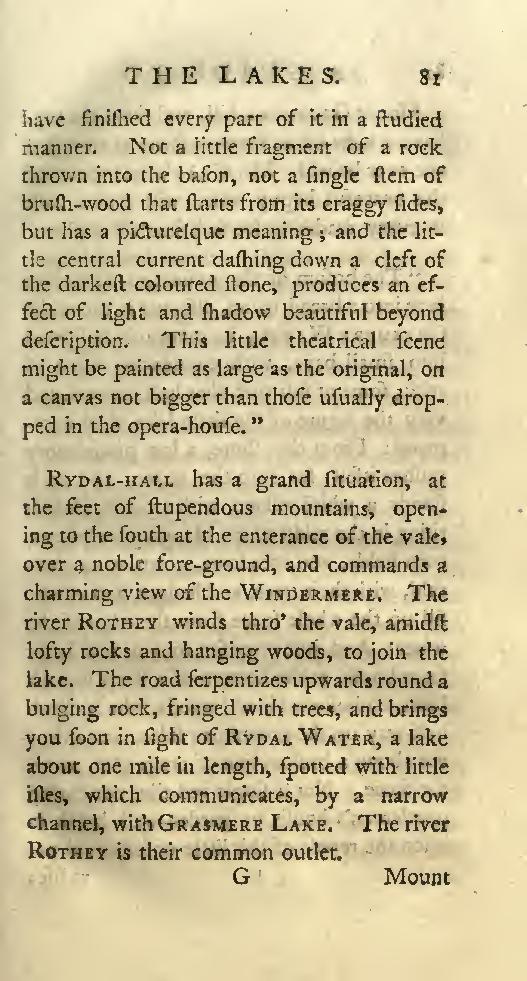 THE LAKES. 81
have finiſhed every part of it in a ſtudied
manner. Not a little fragment of a rock
thrown into the baſon, not a ſingle ſtem of
bruſh-wood that ſtarts from its craggy ſides,
but has a pictureſque meaning; and the lit-
tle central current daſhing down a cleft of
the darkeſt coloured ſtone, produces an ef-
fect of light and ſhadow beautiful beyond
deſcription. This little theatrical ſcene
might be painted as large as the original, on
a canvas not bigger than thoſe uſually drop-
ped in the opera-houſe.”
RYDAL-HALL has a grand ſituation, at
the feet of ſtupendous mountains, open-
ing to the ſouth at the enterance of the vale,
over a noble fore-ground, and commands a
charming view of the WINDERMERE. The
river ROTHEY winds thro' the vale, amidſt
lofty rocks and hanging woods, to join the
lake. The road ſerpentizes upwards round a
bulging rock, fringed with trees, and brings
you ſoon in ſight of RYDAL WATER, a lake
about one mile in length, ſpotted with little
iſles, which communicates, by a narrow
channel, with GRASMERE LAKE. The river
ROTHEY is their common outlet.
G Mount